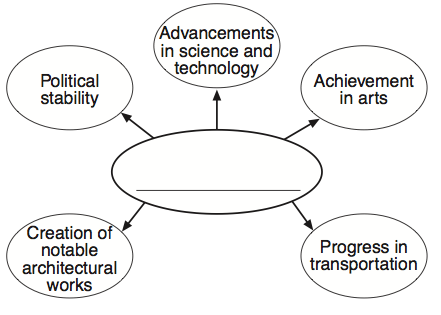 Advancements
in science and
technology
Political
stability
Achievement
in arts
Creation of
notable
architectural
works
Progress in
transportation